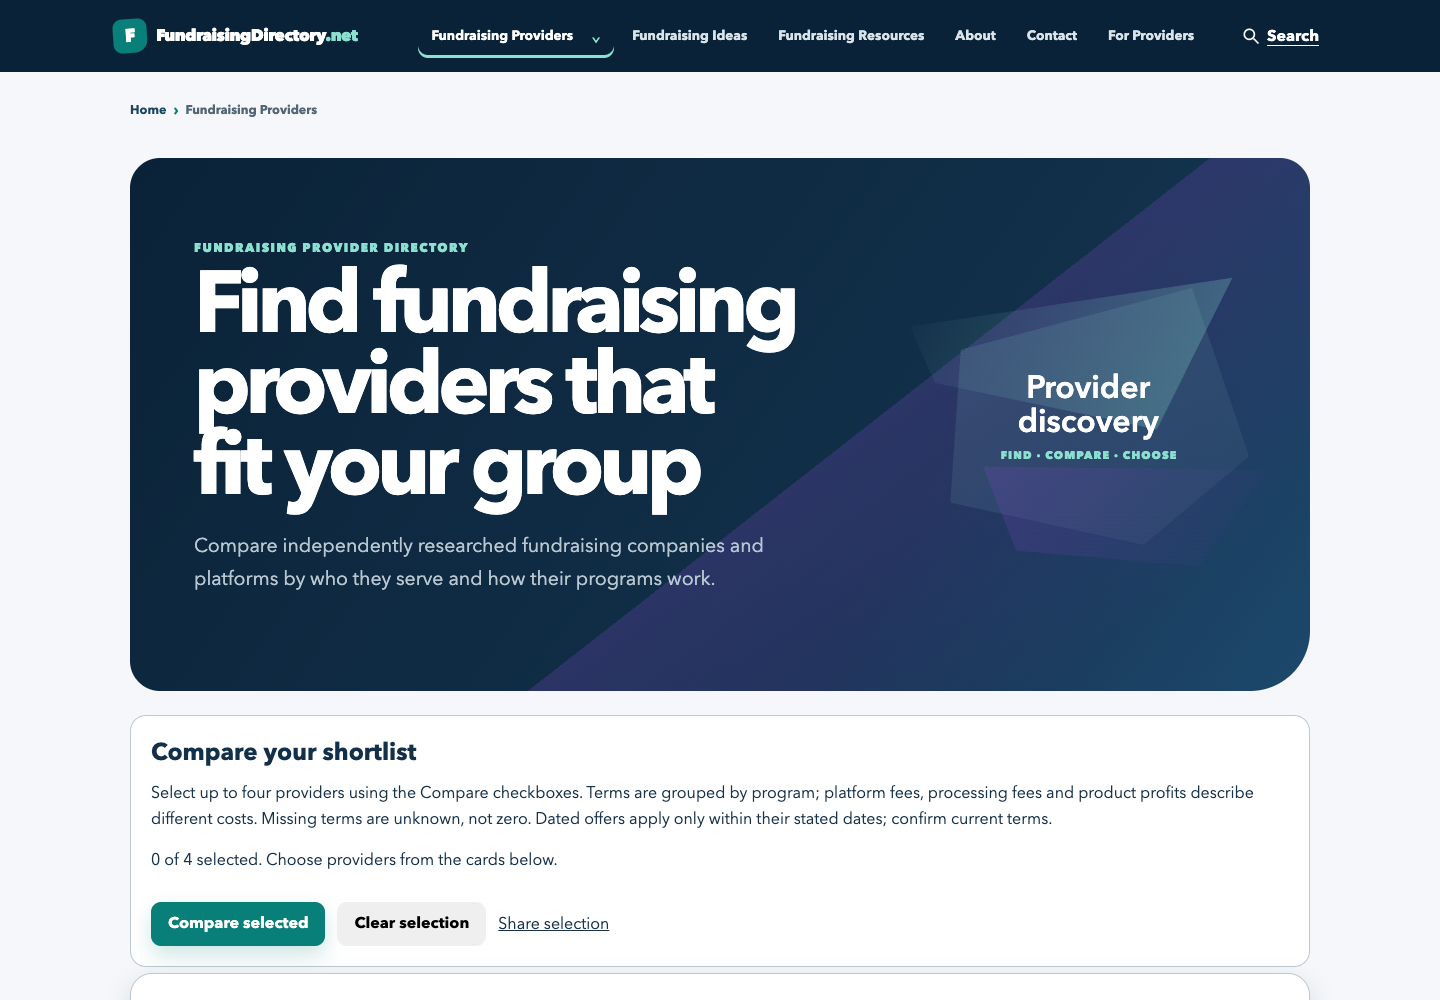 F FundraisingDirectory.net
Fundraising Providers
Fundraising Ideas
Fundraising Resources
About
Contact
For Providers
Search
Home › Fundraising Providers
FUNDRAISING PROVIDER DIRECTORY
Find fundraising
providers that
fit your group
Compare independently researched fundraising companies and
platforms by who they serve and how their programs work.
Provider
discovery
FIND · COMPARE · CHOOSE
Compare your shortlist
Select up to four providers using the Compare checkboxes. Terms are grouped by program; platform fees, processing fees and product profits describe
different costs. Missing terms are unknown, not zero. Dated offers apply only within their stated dates; confirm current terms.
0 of 4 selected. Choose providers from the cards below.
Compare selected
Clear selection
Share selection